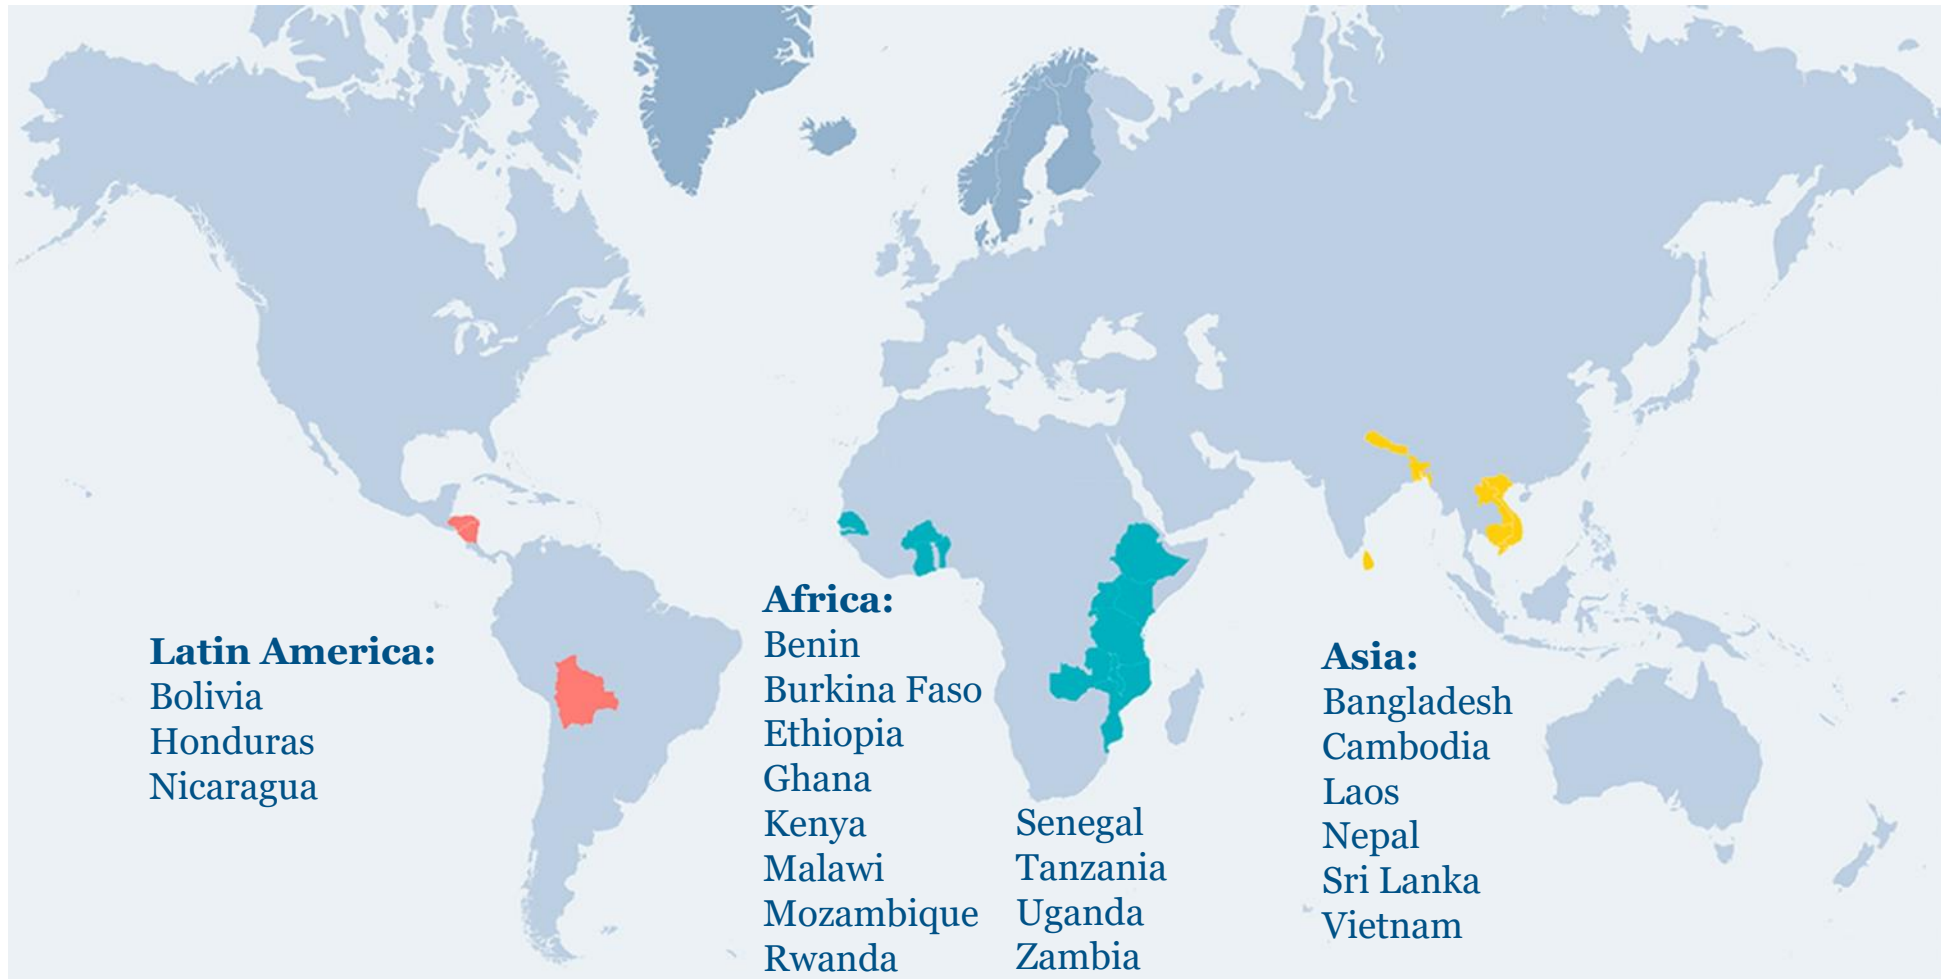 Latin America:
Bolivia
Honduras
Nicaragua
Africa:
Benin
Burkina Faso
Ethiopia
Ghana
Kenya
Malawi
Mozambique
Rwanda
Senegal
Tanzania
Uganda
Zambia
Asia:
Bangladesh
Cambodia
Laos
Nepal
Sri Lanka
Vietnam